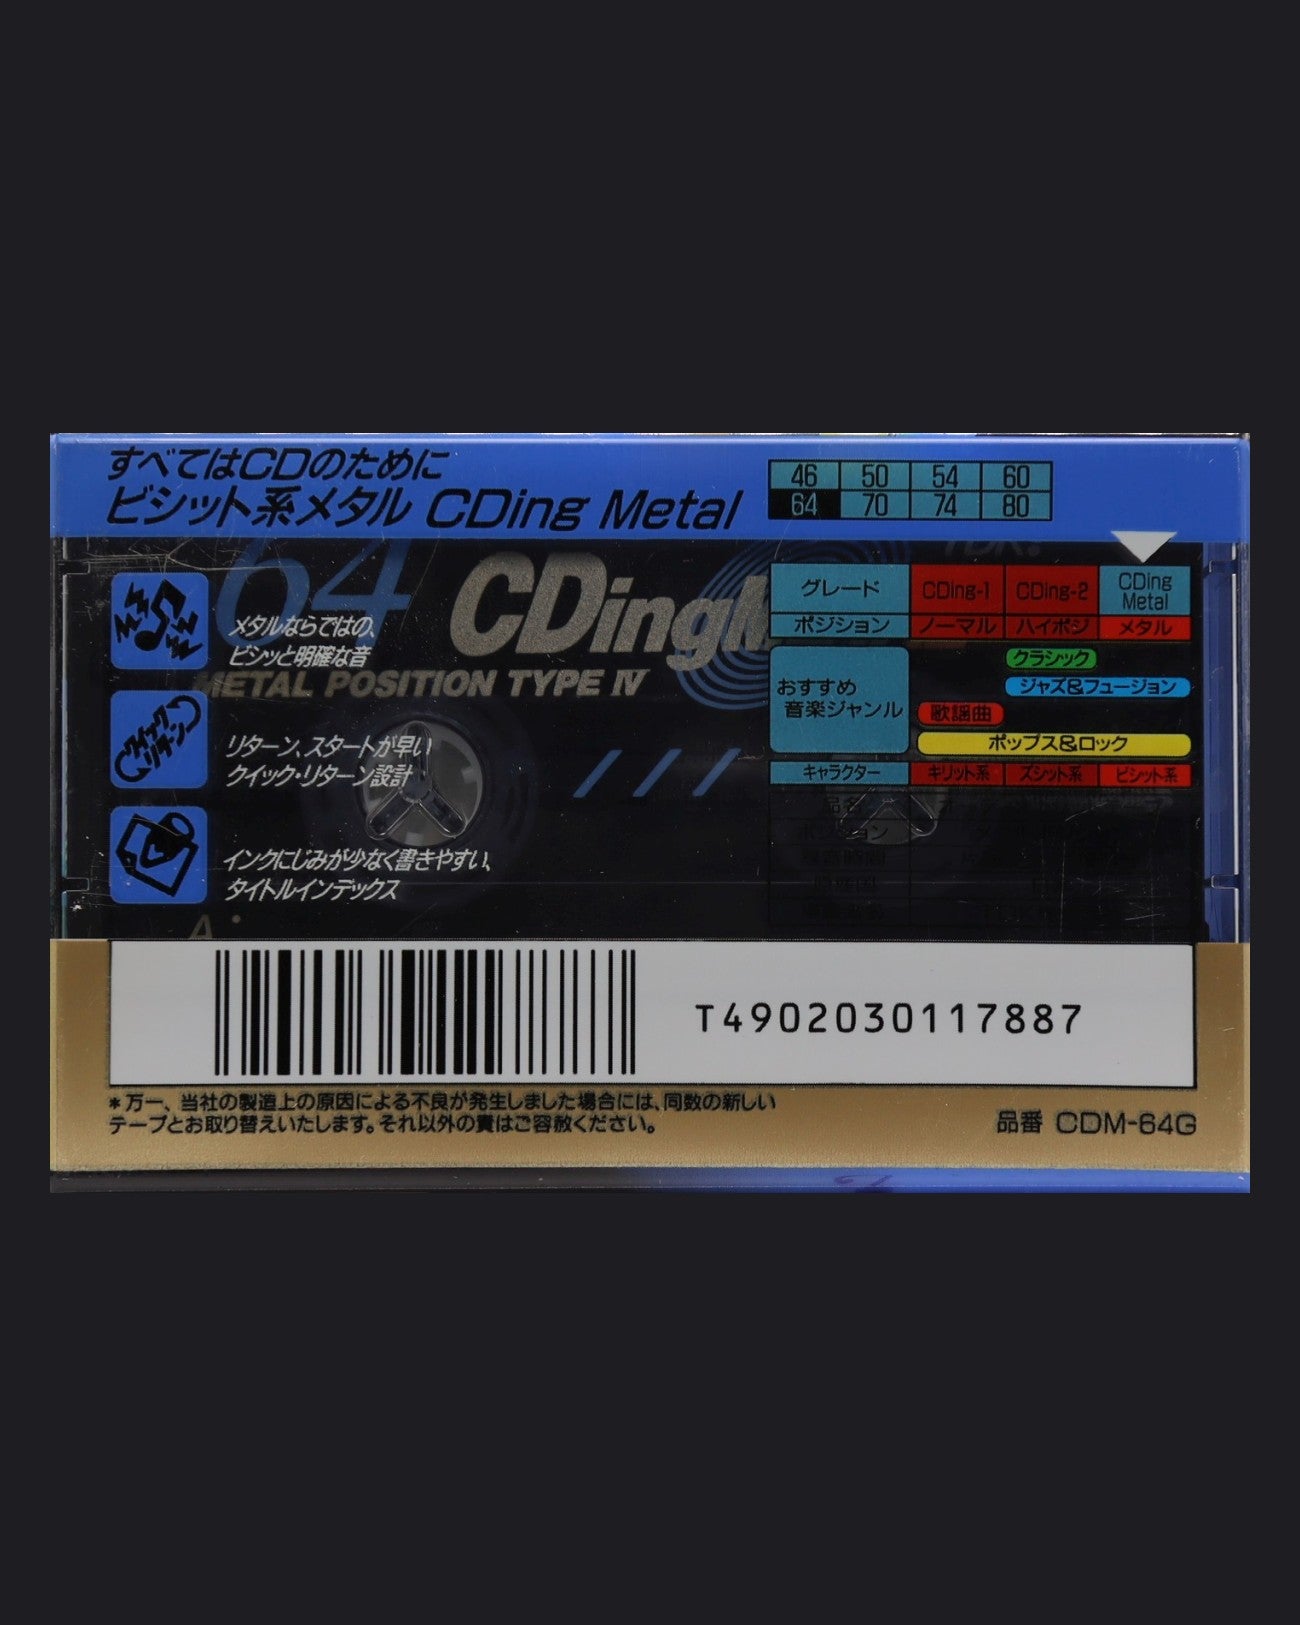 すべてはCDのために
ビシット系メタル CDing Metal
46 50 54 60
64 70 74 80
64
CDingM
METAL POSITION TYPE Ⅳ
メタルならではの、
ビシッと明確な音
クイック
リターン
リターン、スタートが早い
クイック・リターン設計
インクにじみが少なく書きやすい、
タイトルインデックス
A
TDK
グレード CDing-1 CDing-2 CDing Metal
ポジション ノーマル ハイポジ メタル
おすすめ
音楽ジャンル
クラシック
ジャズ&フュージョン
歌謡曲
ポップス&ロック
キャラクター キリット系 ズシット系 ビシット系
T4902030117887
*万一、当社の製造上の原因による不良が発生しました場合には、同数の新しい
テープとお取り替えいたします。それ以外の責はご容赦ください。
品番 CDM-64G